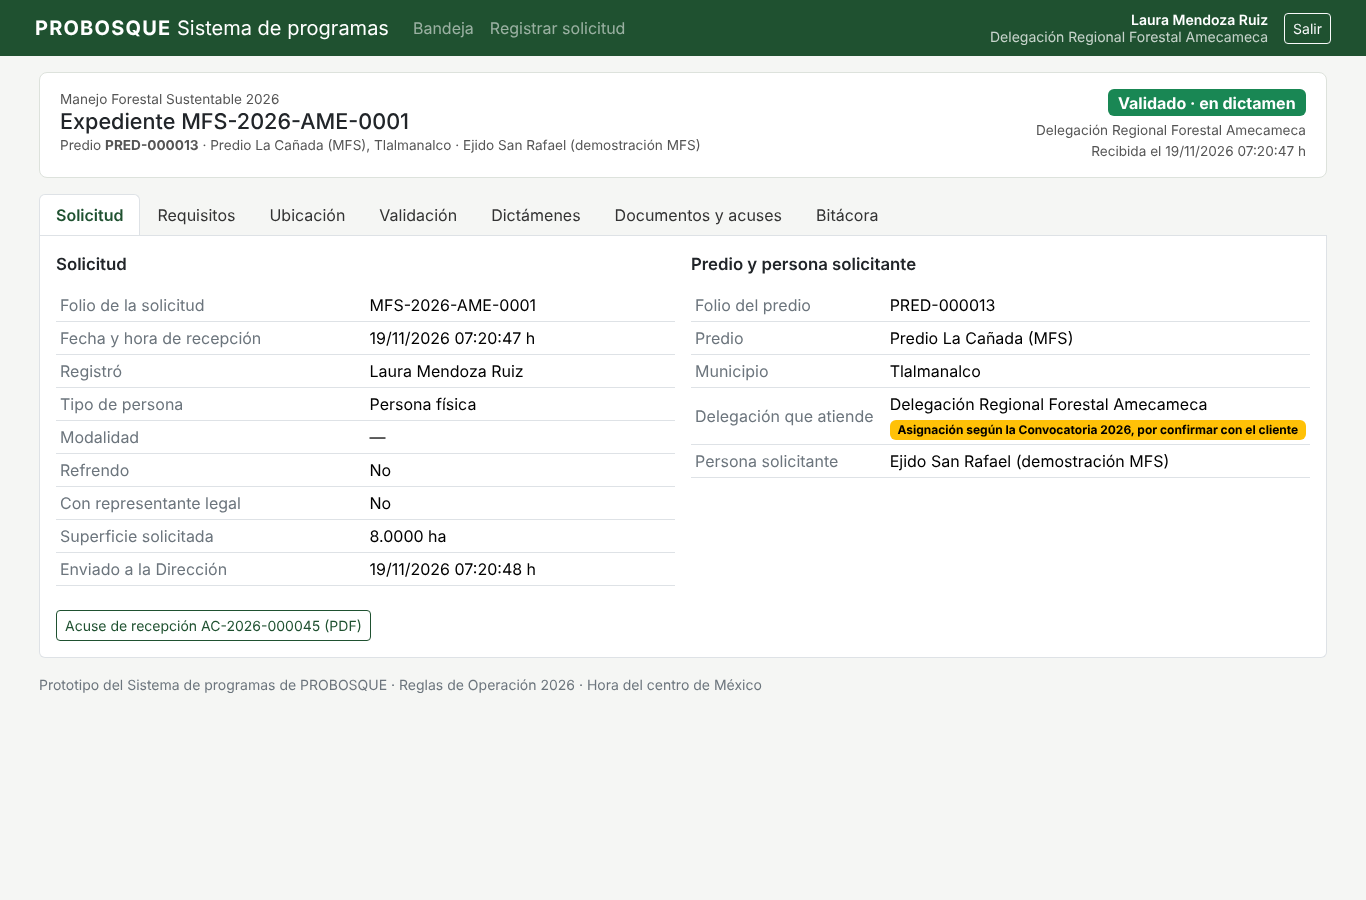 PROBOSQUE Sistema de programas
Bandeja
Registrar solicitud
Laura Mendoza Ruiz
Delegación Regional Forestal Amecameca
Salir
Manejo Forestal Sustentable 2026
Expediente MFS-2026-AME-0001
Predio PRED-000013 · Predio La Cañada (MFS), Tlalmanalco · Ejido San Rafael (demostración MFS)
Validado · en dictamen
Delegación Regional Forestal Amecameca
Recibida el 19/11/2026 07:20:47 h
Solicitud
Requisitos
Ubicación
Validación
Dictámenes
Documentos y acuses
Bitácora
Solicitud
Folio de la solicitud MFS-2026-AME-0001
Fecha y hora de recepción 19/11/2026 07:20:47 h
Registró Laura Mendoza Ruiz
Tipo de persona Persona física
Modalidad —
Refrendo No
Con representante legal No
Superficie solicitada 8.0000 ha
Enviado a la Dirección 19/11/2026 07:20:48 h
Acuse de recepción AC-2026-000045 (PDF)
Predio y persona solicitante
Folio del predio PRED-000013
Predio Predio La Cañada (MFS)
Municipio Tlalmanalco
Delegación que atiende Delegación Regional Forestal Amecameca
Asignación según la Convocatoria 2026, por confirmar con el cliente
Persona solicitante Ejido San Rafael (demostración MFS)
Prototipo del Sistema de programas de PROBOSQUE · Reglas de Operación 2026 · Hora del centro de México